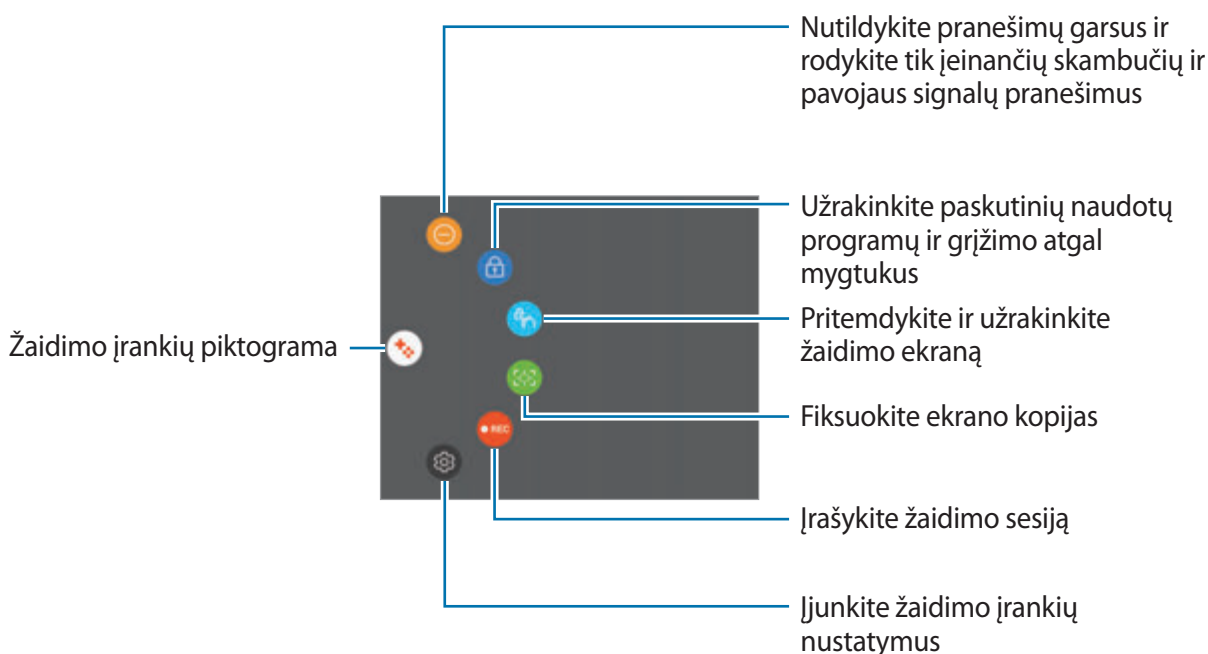 Nutildykite pranešimų garsus ir
rodykite tik įeinančių skambučių ir
pavojaus signalų pranešimus
Užrakinkite paskutinių naudotų
programų ir grįžimo atgal
mygtukus
Pritemdykite ir užrakinkite
žaidimo ekraną
Žaidimo įrankių piktograma
Fiksuokite ekrano kopijas
REC
Įrašykite žaidimo sesiją
Įjunkite žaidimo įrankių
nustatymus